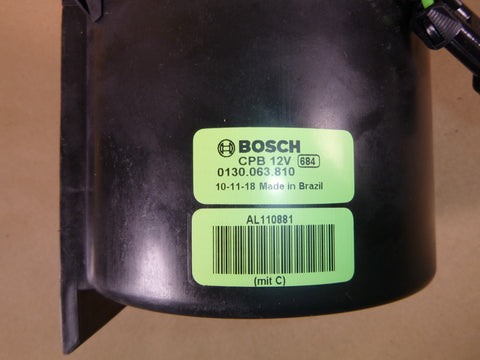 BOSCH
CPB 12V 684
0130.063.810
10-11-18 Made in Brazil
AL110881
(mit C)